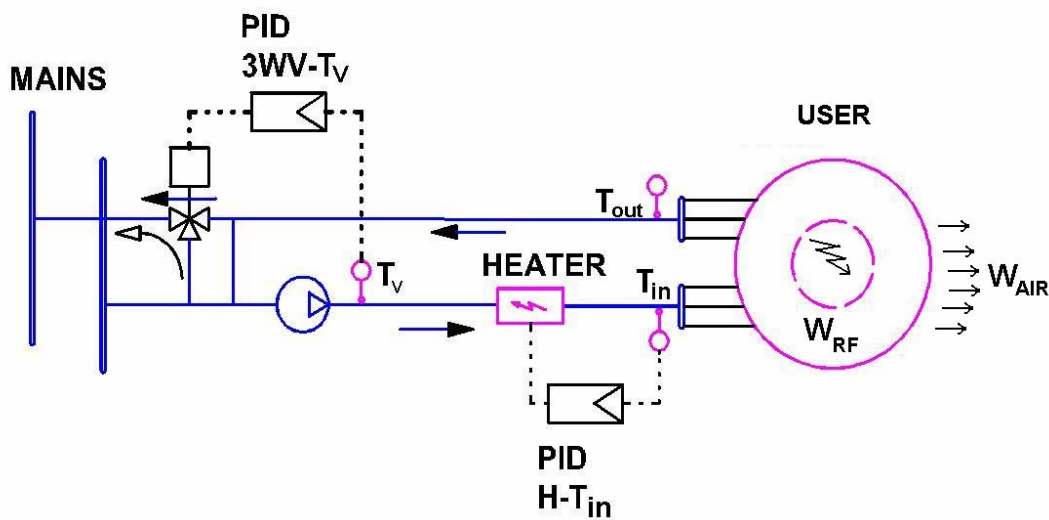 PID
3WV-TV
MAINS
USER
Tout
TV
HEATER
Tin
WAIR
WRF
PID
H-Tin